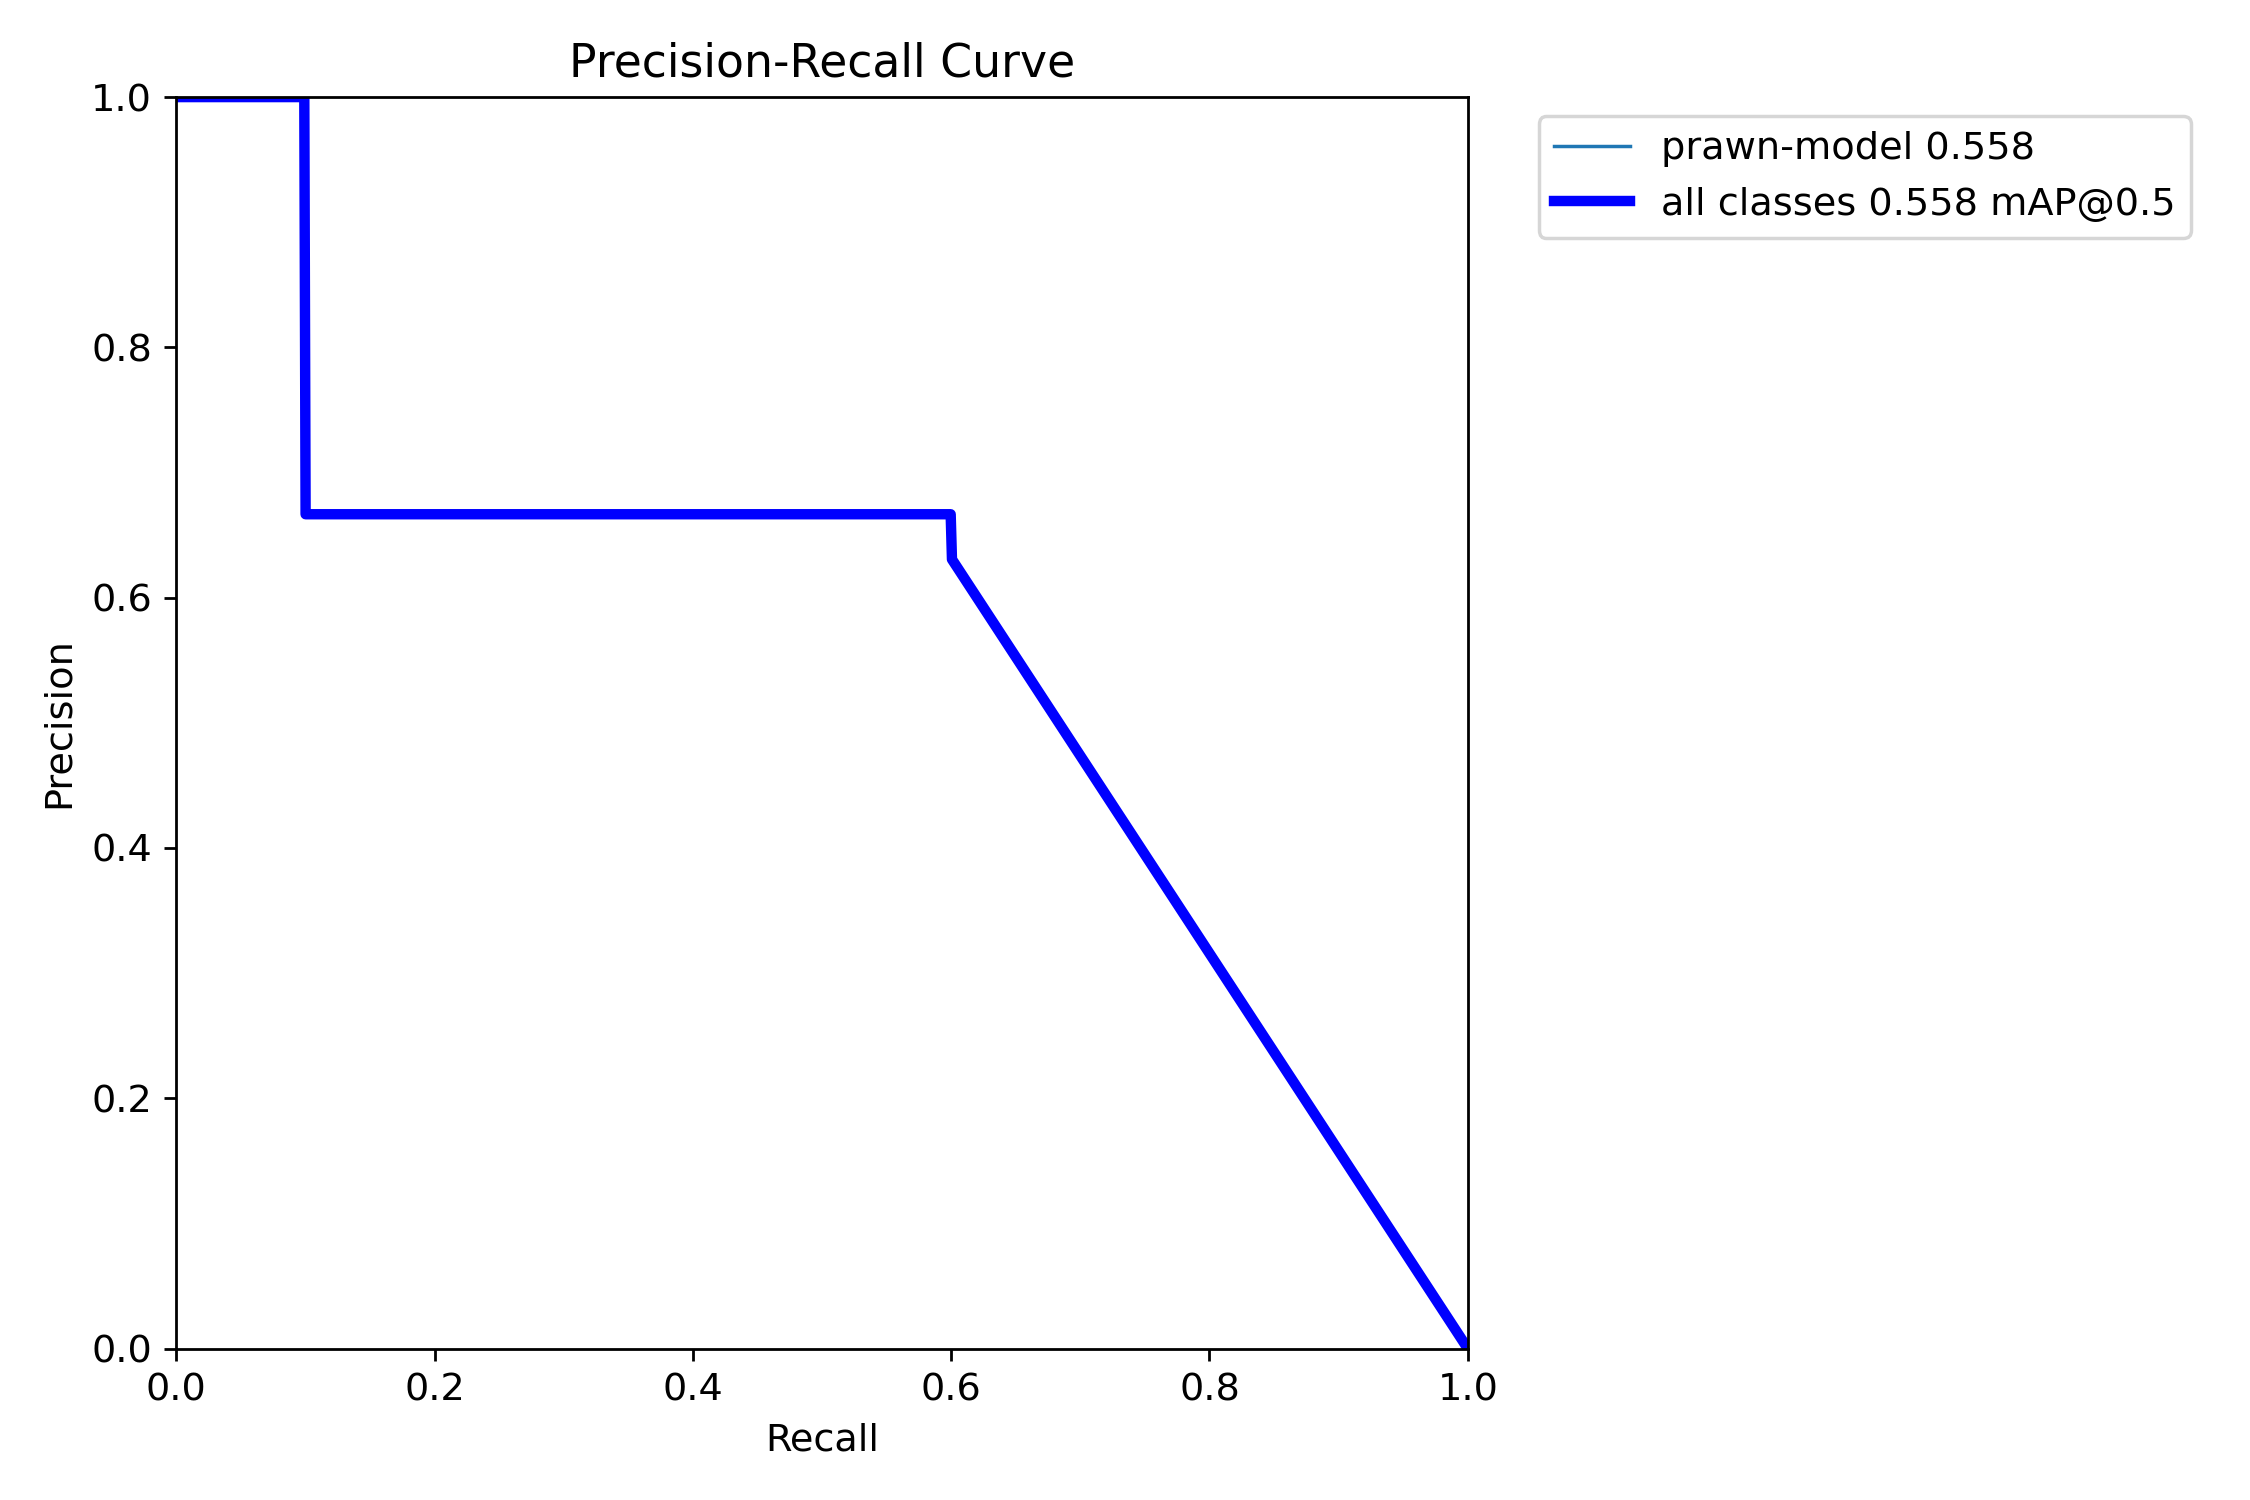 Precision-Recall Curve
prawn-model 0.558
all classes 0.558 mAP@0.5
Precision
1.0
0.8
0.6
0.4
0.2
0.0
0.0 0.2 0.4 0.6 0.8 1.0
Recall